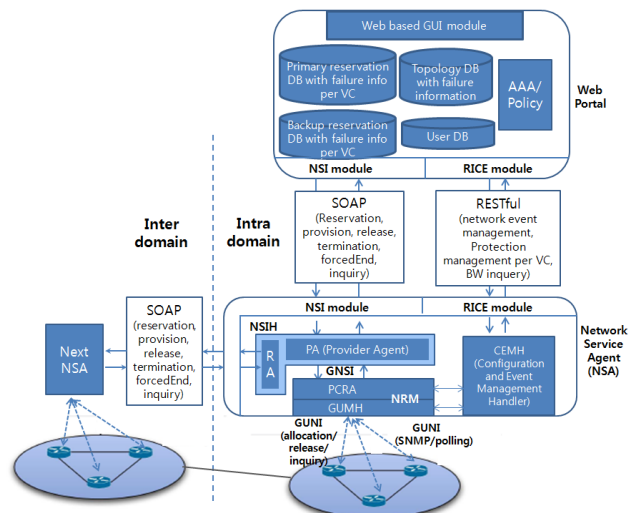 Web based GUI module
Primary reservation
DB with failure info
per VC
Topology DB
with failure
information
AAA/
Policy
Web
Portal
Backup reservation
DB with failure info
per VC
User DB
NSI module
RICE module
Inter
domain
Intra
domain
SOAP
(Reservation,
provision, release,
termination,
forcedEnd,
inquiry)
RESTful
(network event
management,
Protection
management per VC,
BW inquery)
SOAP
(reservation,
provision,
release,
termination,
forcedEnd,
inquiry)
NSI module
RICE module
Next
NSA
NSIH
R
A
PA (Provider Agent)
GNSI
PCRA
NRM
GUMH
CEMH
(Configuration
and Event
Management
Handler)
Network
Service
Agent
(NSA)
GUNI
(allocation/
release/
inquiry)
GUNI
(SNMP/polling)